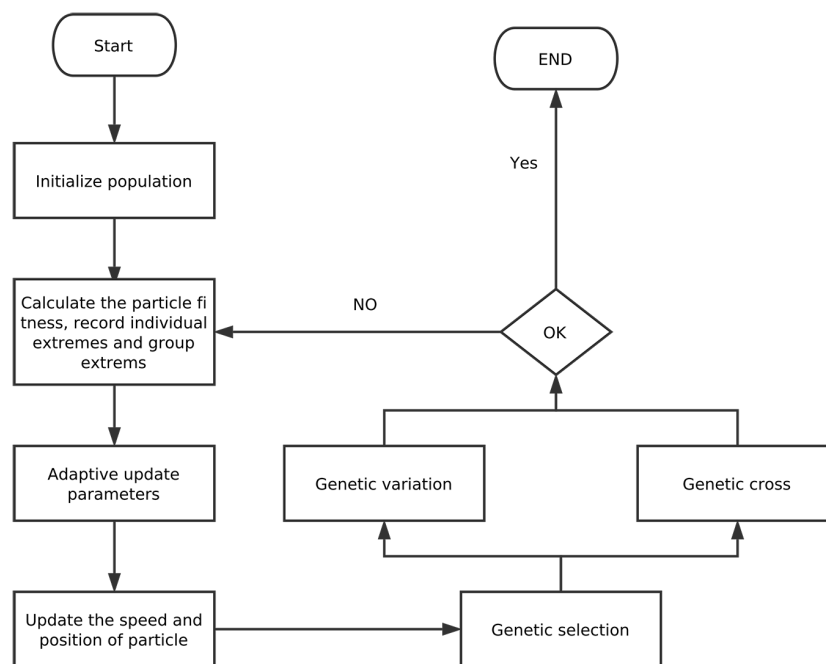 Start
Initialize population
Calculate the particle fi
tness, record individual
extremes and group
extrems
Adaptive update
parameters
Update the speed and
position of particle
Genetic selection
Genetic variation
Genetic cross
OK
NO
Yes
END